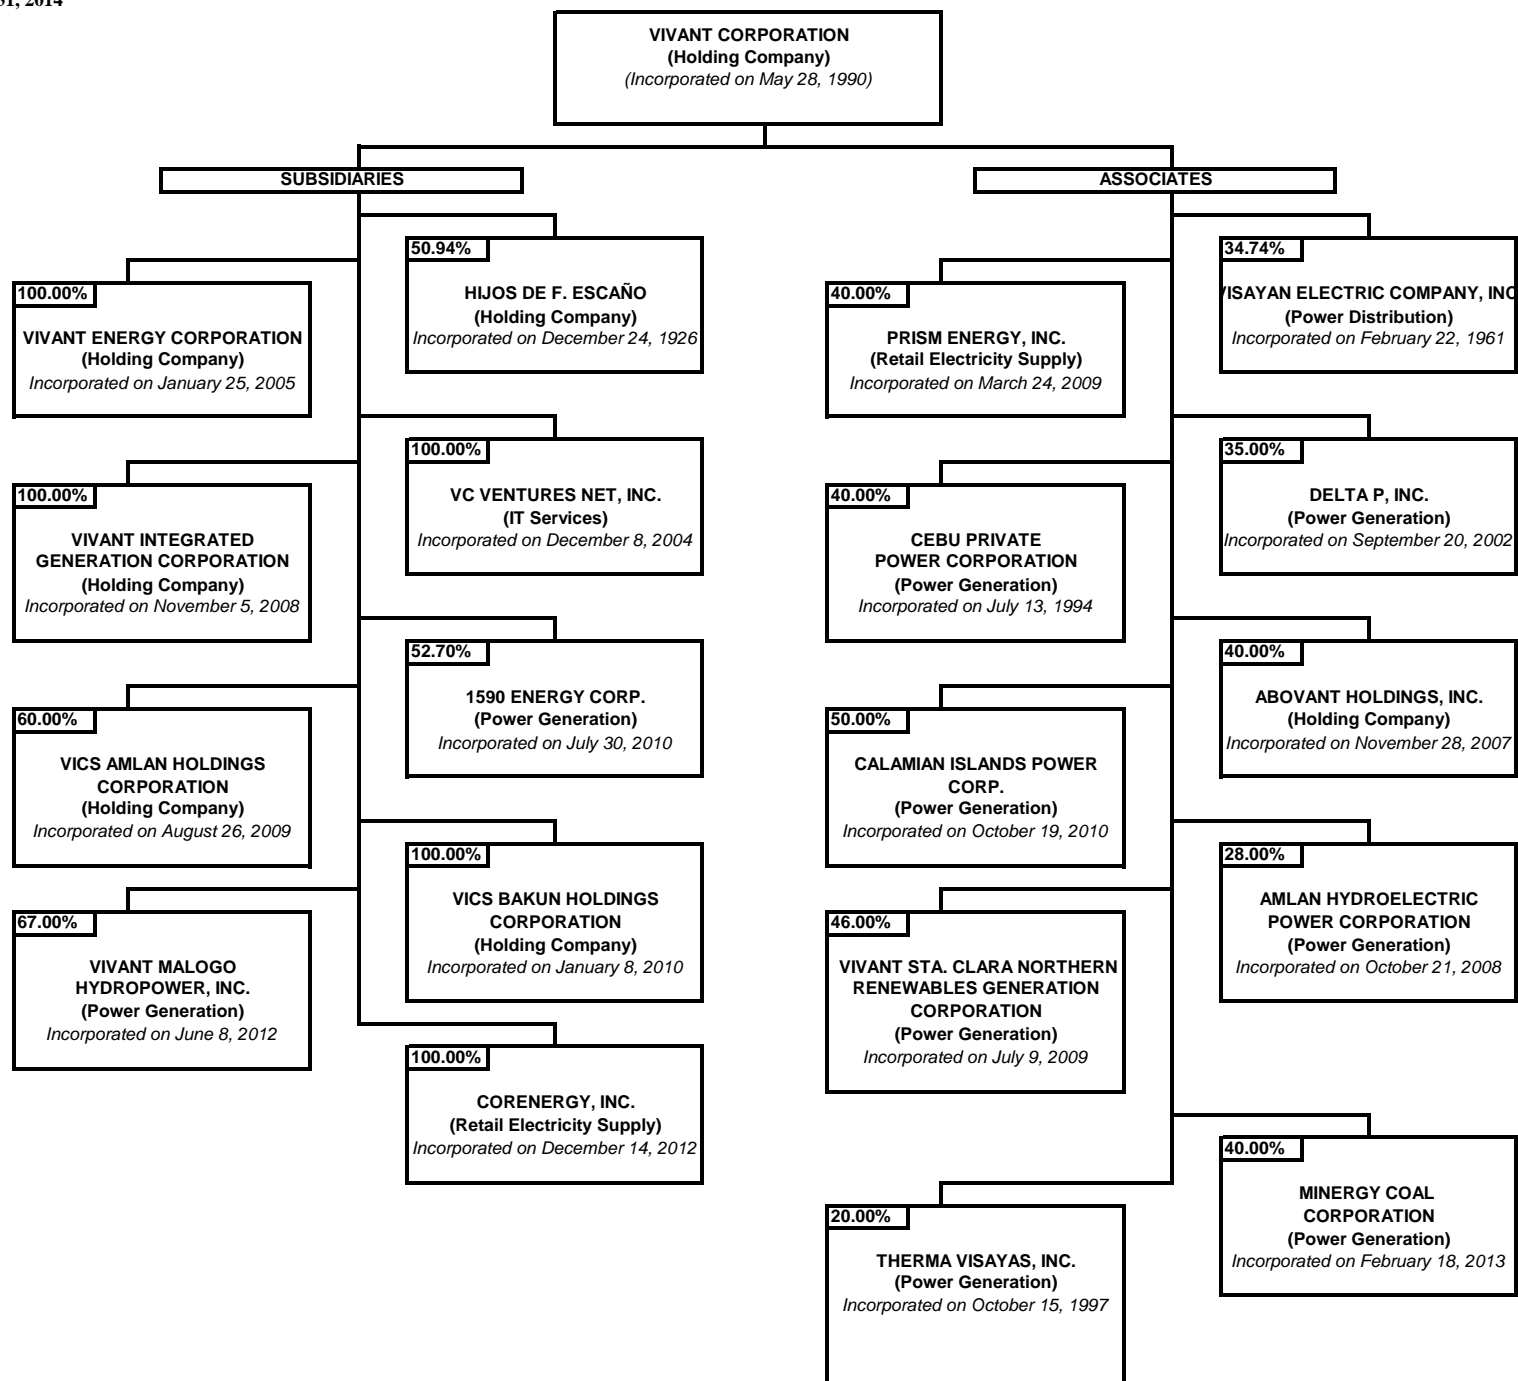 31, 2014
VIVANT CORPORATION
(Holding Company)
(Incorporated on May 28, 1990)
SUBSIDIARIES
50.94%
HIJOS DE F. ESCAÑO
(Holding Company)
Incorporated on December 24, 1926
100.00%
VIVANT ENERGY CORPORATION
(Holding Company)
Incorporated on January 25, 2005
100.00%
VC VENTURES NET, INC.
(IT Services)
Incorporated on December 8, 2004
100.00%
VIVANT INTEGRATED
GENERATION CORPORATION
(Holding Company)
Incorporated on November 5, 2008
52.70%
1590 ENERGY CORP.
(Power Generation)
Incorporated on July 30, 2010
60.00%
VICS AMLAN HOLDINGS
CORPORATION
(Holding Company)
Incorporated on August 26, 2009
100.00%
VICS BAKUN HOLDINGS
CORPORATION
(Holding Company)
Incorporated on January 8, 2010
67.00%
VIVANT MALOGO
HYDROPOWER, INC.
(Power Generation)
Incorporated on June 8, 2012
100.00%
CORENERGY, INC.
(Retail Electricity Supply)
Incorporated on December 14, 2012
ASSOCIATES
34.74%
VISAYAN ELECTRIC COMPANY, INC
(Power Distribution)
Incorporated on February 22, 1961
40.00%
PRISM ENERGY, INC.
(Retail Electricity Supply)
Incorporated on March 24, 2009
35.00%
DELTA P, INC.
(Power Generation)
Incorporated on September 20, 2002
40.00%
CEBU PRIVATE
POWER CORPORATION
(Power Generation)
Incorporated on July 13, 1994
40.00%
ABOVANT HOLDINGS, INC.
(Holding Company)
Incorporated on November 28, 2007
50.00%
CALAMIAN ISLANDS POWER
CORP.
(Power Generation)
Incorporated on October 19, 2010
28.00%
AMLAN HYDROELECTRIC
POWER CORPORATION
(Power Generation)
Incorporated on October 21, 2008
46.00%
VIVANT STA. CLARA NORTHERN
RENEWABLES GENERATION
CORPORATION
(Power Generation)
Incorporated on July 9, 2009
40.00%
MINERGY COAL
CORPORATION
(Power Generation)
Incorporated on February 18, 2013
20.00%
THERMA VISAYAS, INC.
(Power Generation)
Incorporated on October 15, 1997